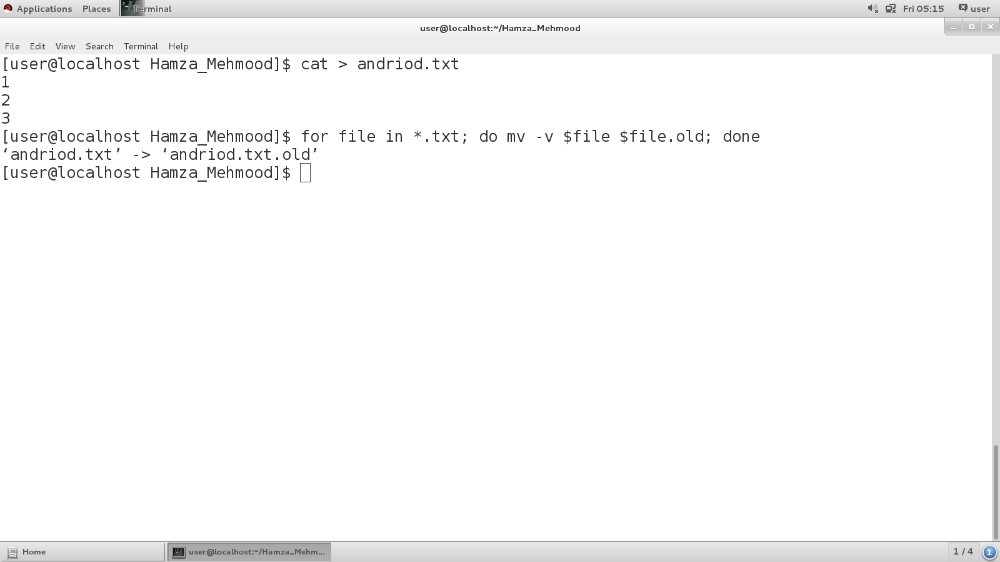 Applications Places Terminal Fri 05:15 user
user@localhost:~/Hamza_Mehmood
File Edit View Search Terminal Help
[user@localhost Hamza_Mehmood]$ cat > andriod.txt
1
2
3
[user@localhost Hamza_Mehmood]$ for file in *.txt; do mv -v $file $file.old; done
‘andriod.txt’ -> ‘andriod.txt.old’
[user@localhost Hamza_Mehmood]$
Home user@localhost:~/Hamza_Mehm... 1 / 4 1